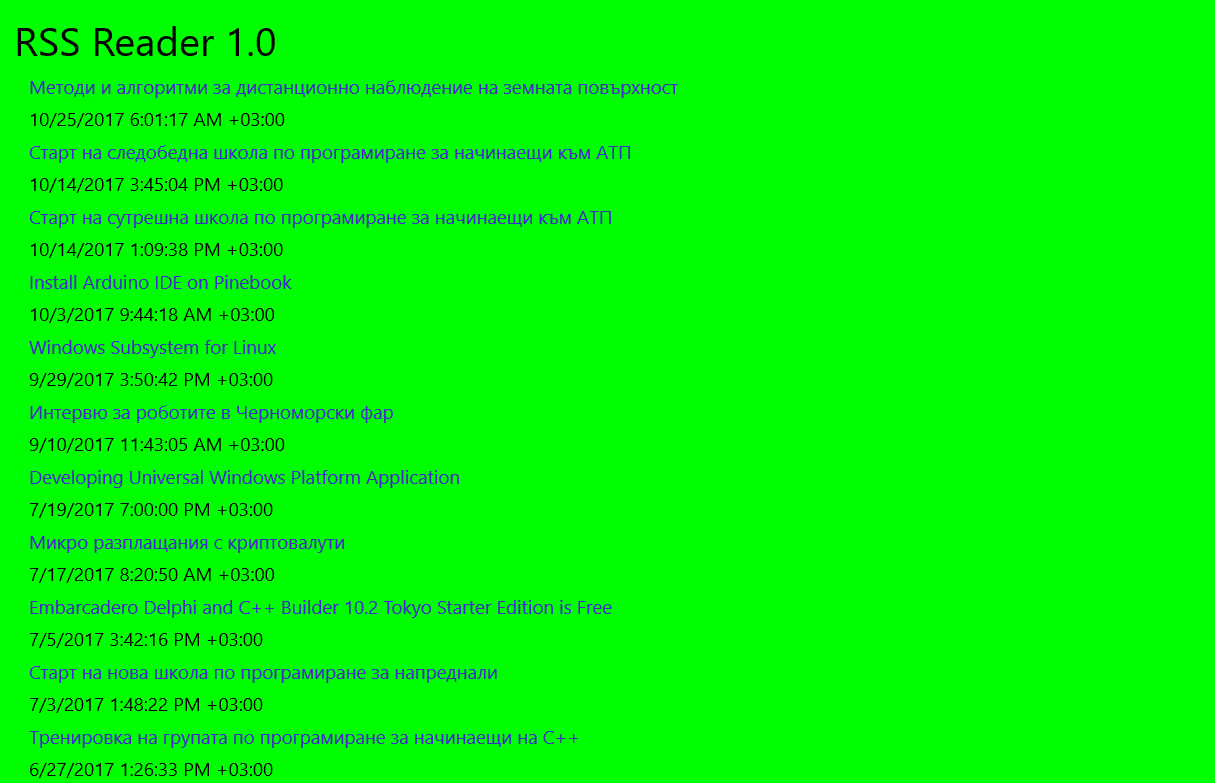 RSS Reader 1.0
Методи и алгоритми за дистанционно наблюдение на земната повърхност
10/25/2017 6:01:17 AM +03:00
Старт на следобедна школа по програмиране за начинаещи към АТП
10/14/2017 3:45:04 PM +03:00
Старт на сутрешна школа по програмиране за начинаещи към АТП
10/14/2017 1:09:38 PM +03:00
Install Arduino IDE on Pinebook
10/3/2017 9:44:18 AM +03:00
Windows Subsystem for Linux
9/29/2017 3:50:42 PM +03:00
Интервю за роботите в Черноморски фар
9/10/2017 11:43:05 AM +03:00
Developing Universal Windows Platform Application
7/19/2017 7:00:00 PM +03:00
Микро разплащания с криптовалути
7/17/2017 8:20:50 AM +03:00
Embarcadero Delphi and C++ Builder 10.2 Tokyo Starter Edition is Free
7/5/2017 3:42:16 PM +03:00
Старт на нова школа по програмиране за напреднали
7/3/2017 1:48:22 PM +03:00
Тренировка на групата по програмиране за начинаещи на C++
6/27/2017 1:26:33 PM +03:00